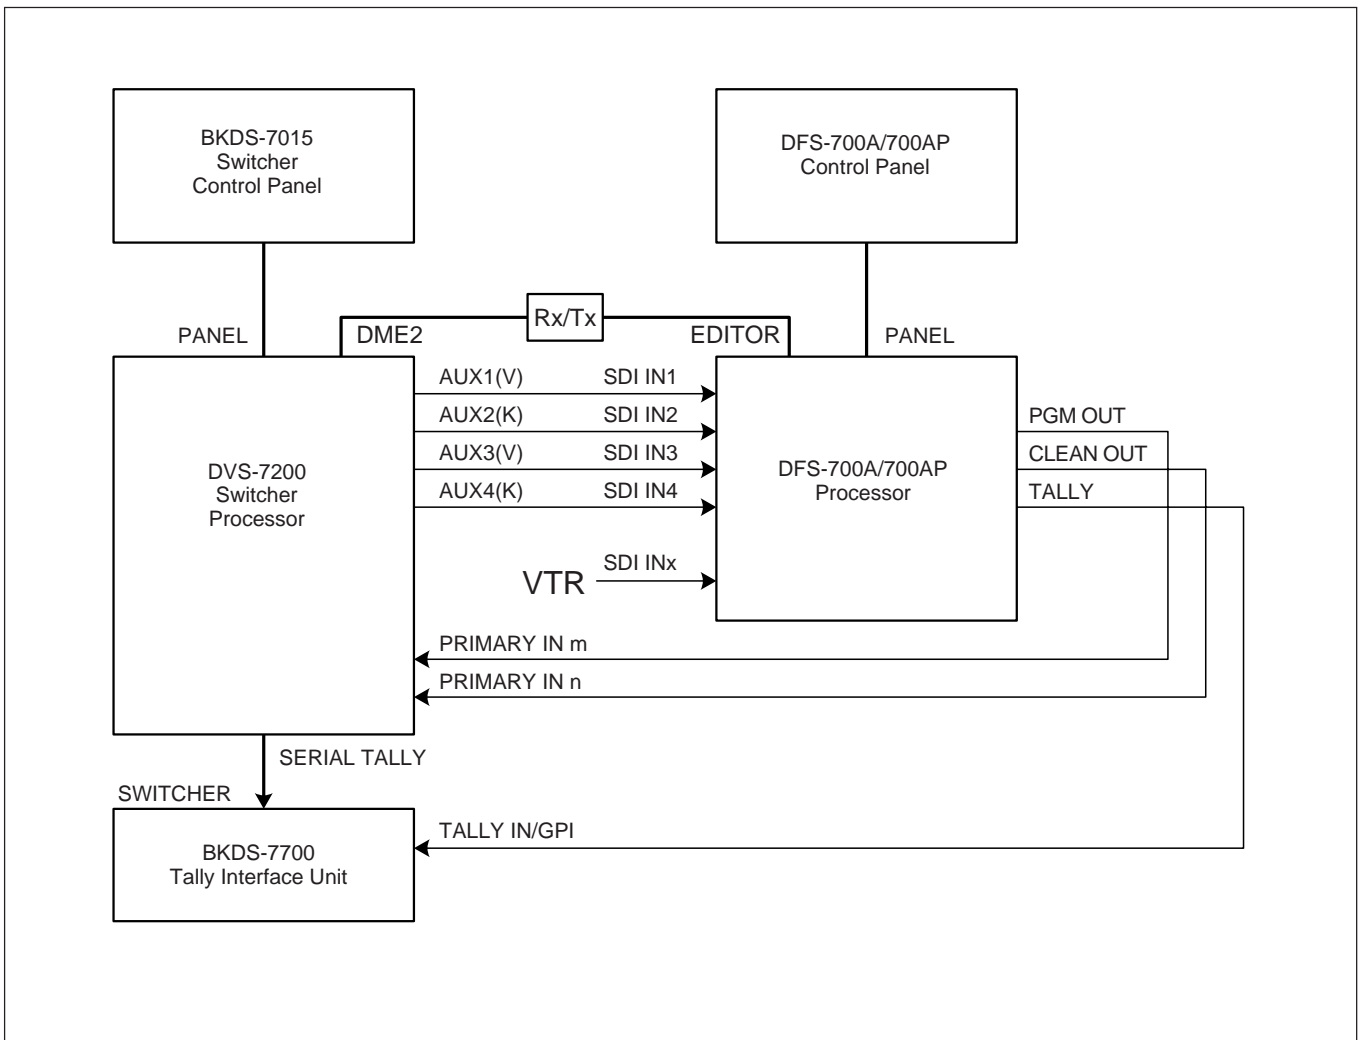 BKDS-7015
Switcher
Control Panel
DFS-700A/700AP
Control Panel
Rx/Tx
PANEL
DME2
EDITOR
PANEL
AUX1(V)
SDI IN1
AUX2(K)
SDI IN2
AUX3(V)
SDI IN3
AUX4(K)
SDI IN4
DVS-7200
Switcher
Processor
DFS-700A/700AP
Processor
PGM OUT
CLEAN OUT
TALLY
VTR
SDI INx
PRIMARY IN m
PRIMARY IN n
SERIAL TALLY
SWITCHER
BKDS-7700
Tally Interface Unit
TALLY IN/GPI